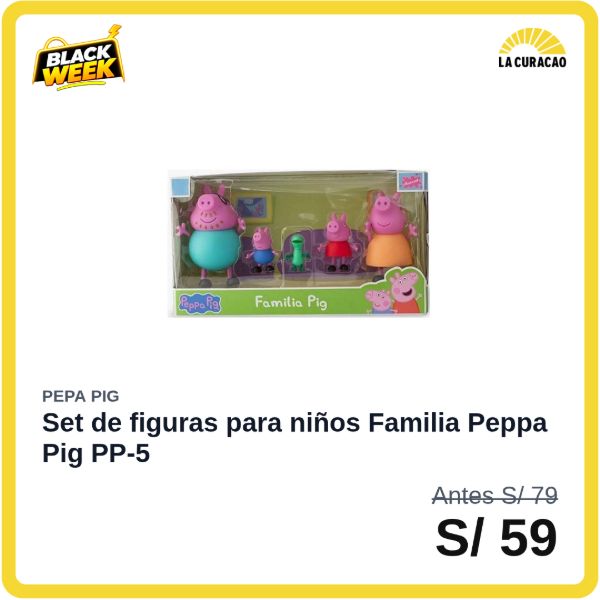 BLACK
WEEK
LA CURACAO
Peppa Pig
Familia Pig
PEPA PIG
Set de figuras para niños Familia Peppa
Pig PP-5
Antes S/ 79
S/ 59